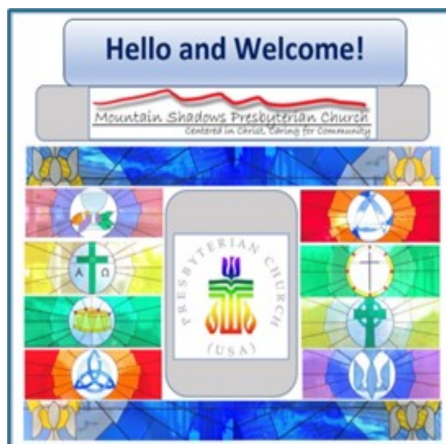 Hello and Welcome!
Mountain Shadows Presbyterian Church
Centered in Christ, Caring for Community
Α Ω
PRESBYTERIAN CHURCH
(USA)